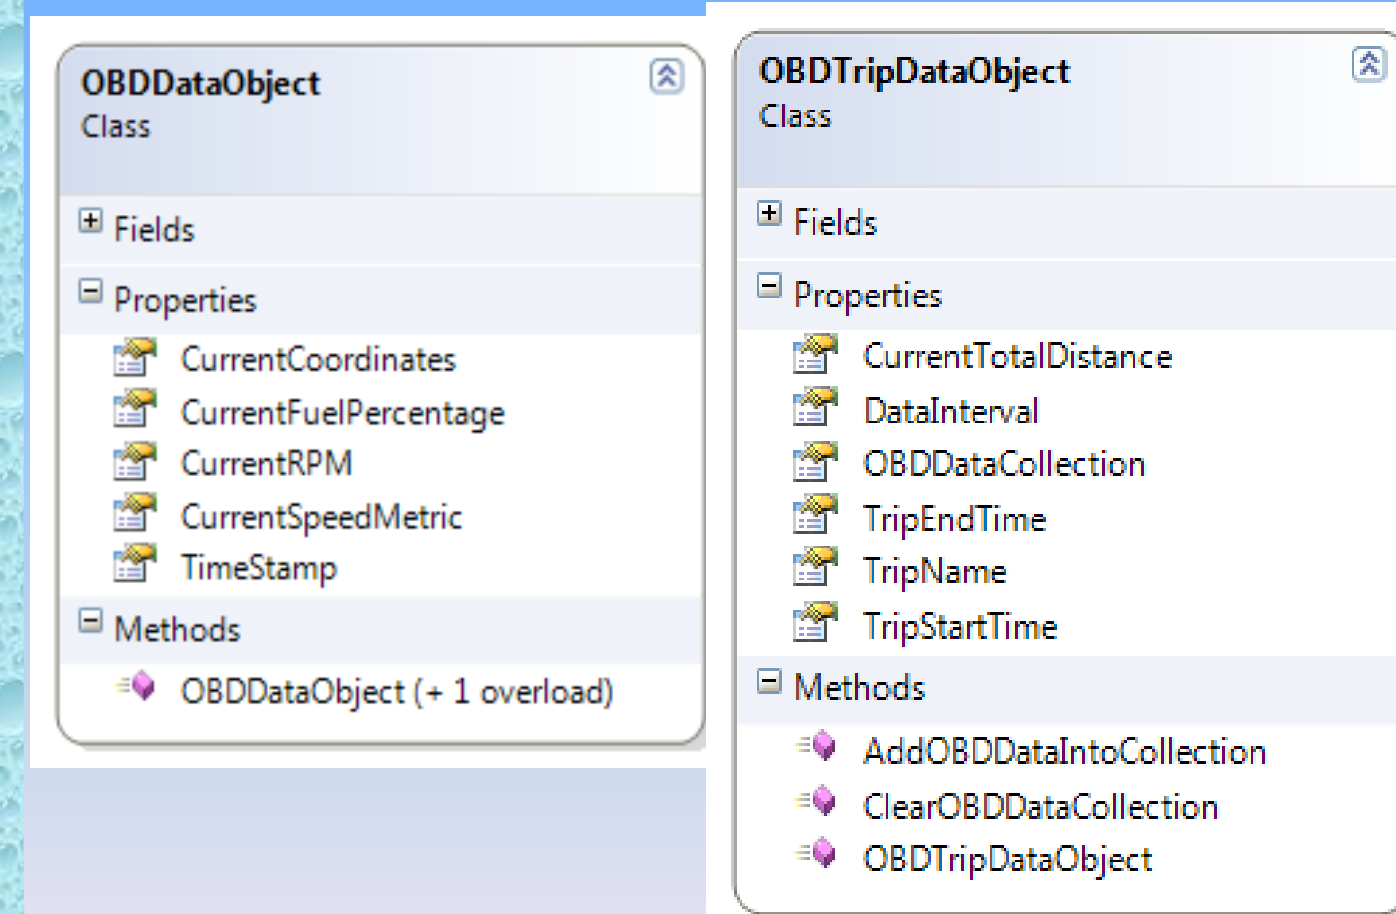 OBDDataObject
Class
Fields
Properties
CurrentCoordinates
CurrentFuelPercentage
CurrentRPM
CurrentSpeedMetric
TimeStamp
Methods
OBDDataObject (+ 1 overload)
OBDTripDataObject
Class
Fields
Properties
CurrentTotalDistance
DataInterval
OBDDataCollection
TripEndTime
TripName
TripStartTime
Methods
AddOBDDataIntoCollection
ClearOBDDataCollection
OBDTripDataObject